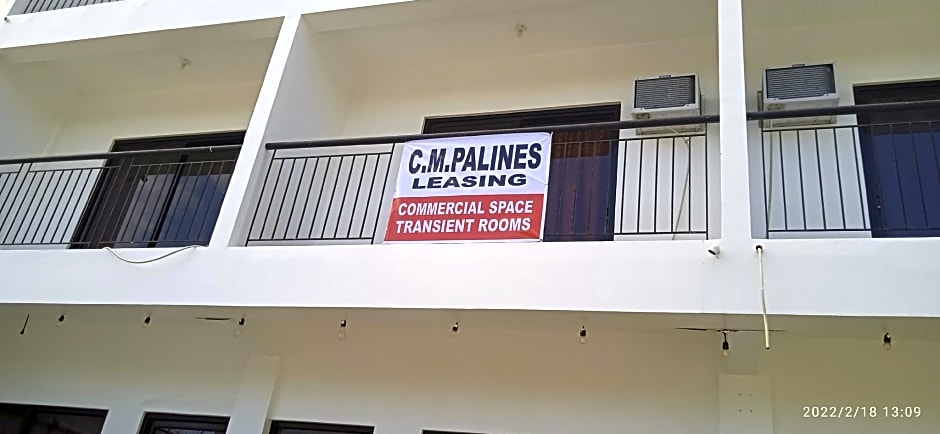 C.M.PALINES
LEASING
COMMERCIAL SPACE
TRANSIENT ROOMS
2022/2/18 13:09